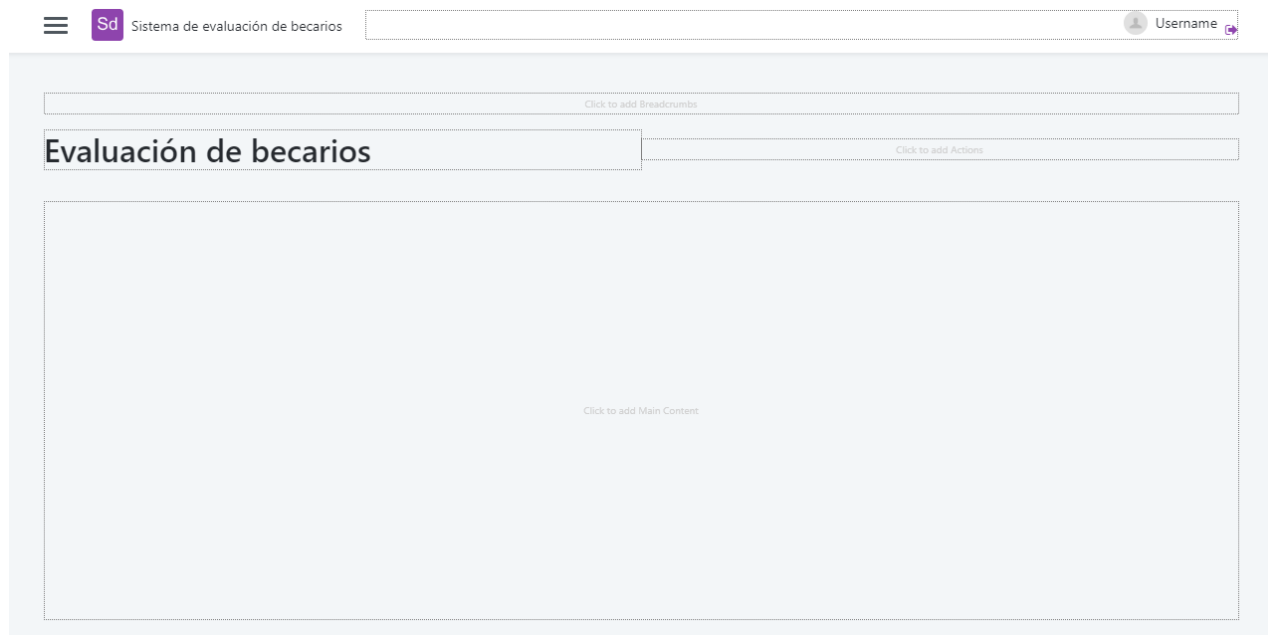 Sd Sistema de evaluación de becarios
Username
Click to add Breadcrumbs
Evaluación de becarios
Click to add Actions
Click to add Main Content